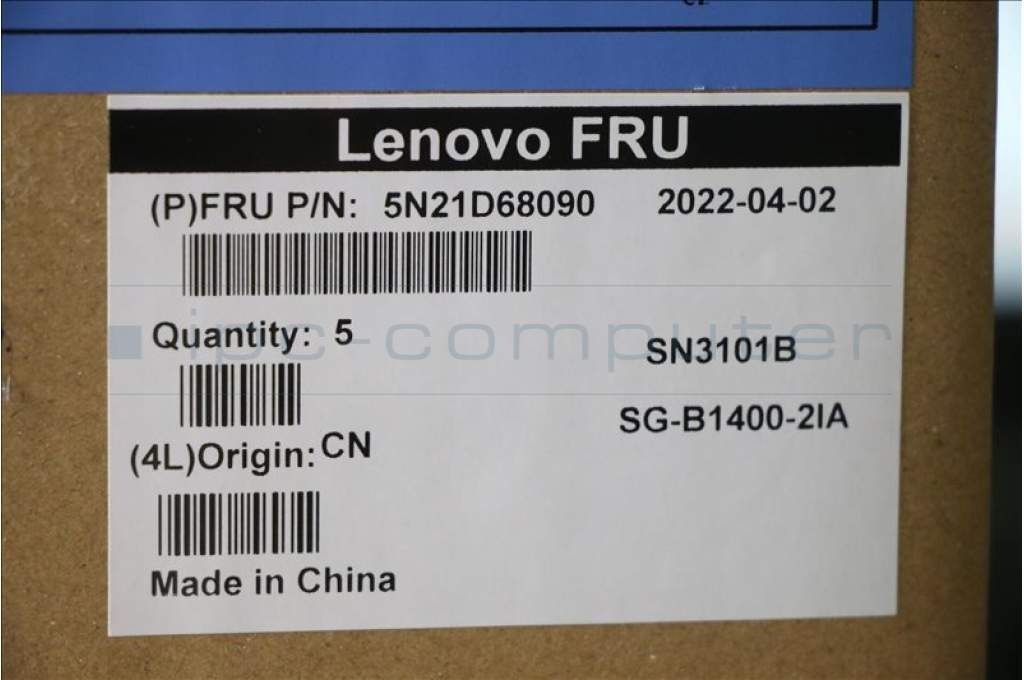 Lenovo FRU
(P)FRU P/N: 5N21D68090 2022-04-02
ipc-computer
Quantity: 5
SN3101B
SG-B1400-2IA
(4L)Origin: CN
Made in China